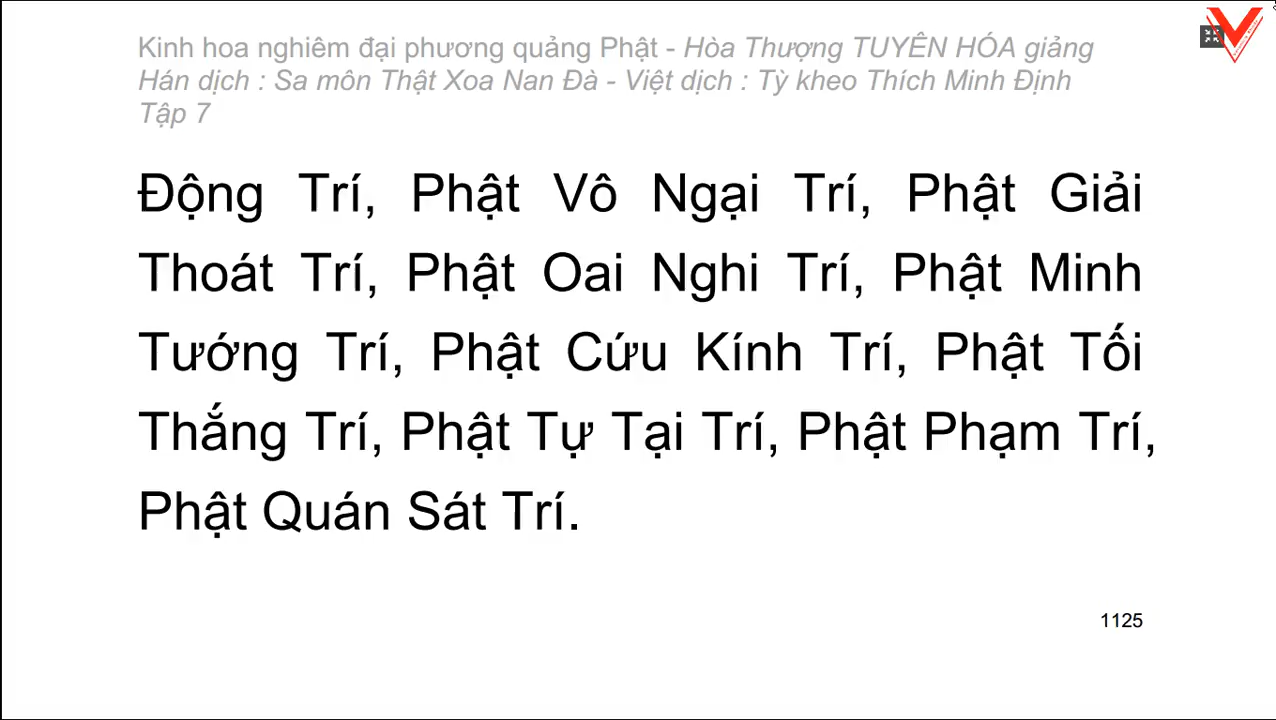 Kinh hoa nghiêm đại phương quảng Phật - Hòa Thượng TUYÊN HÓA giảng
Hán dịch : Sa môn Thật Xoa Nan Đà - Việt dịch : Tỳ kheo Thích Minh Định
Tập 7
Động Trí, Phật Vô Ngại Trí, Phật Giải
Thoát Trí, Phật Oai Nghi Trí, Phật Minh
Tướng Trí, Phật Cứu Kính Trí, Phật Tối
Thắng Trí, Phật Tự Tại Trí, Phật Phạm Trí,
Phật Quán Sát Trí.
1125